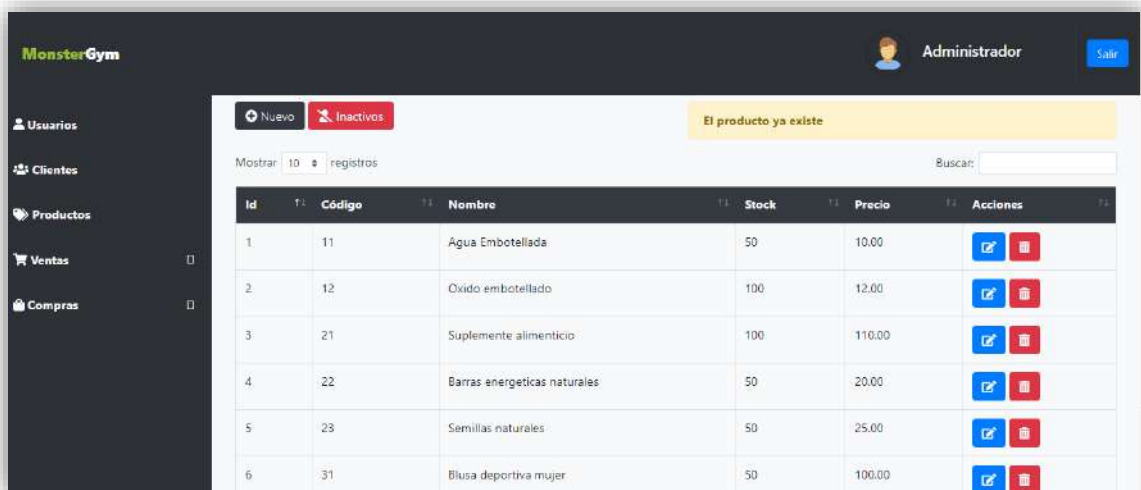 MonsterGym
Administrador
Salir
Usuarios
Clientes
Productos
Ventas
Compras
Nuevo
Inactivos
El producto ya existe
Mostrar 10 registros
Buscar:
Id Código Nombre Stock Precio Acciones
1 11 Agua Embotellada 50 10.00
2 12 Oxido embotellado 100 12.00
3 21 Suplemente alimenticio 100 110.00
4 22 Barras energeticas naturales 50 20.00
5 23 Semillas naturales 50 25.00
6 31 Blusa deportiva mujer 50 100.00